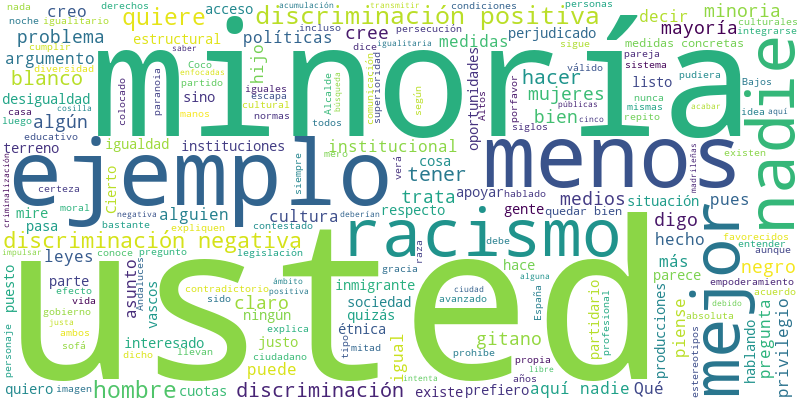 nada
derechos
acumulación
transmitir
condiciones
personas
noche
igualitario
creo
quiere
acceso
discriminación positiva
decir
minoria
culturales
integrarse
problema
estructural
hijo
políticas
incluso
persecución
cree
perjudicado
medidas
mayoría
nadie
cumplir
saber
argumento
diversidad
dice
igualitaria
sigue
medidas concretas
pareja
sistema
válido
minoría
blanco
enfocadas
partido
Coco
iguales
comunicación
superioridad
hacer
listo
pudiera
Bajos
desigualdad
cosilla
colocado
paranoia
sino
escapa
cultural
búsqueda
Alcalde
mujeres
oportunidades
nunca
mismas
repito
acabar
casa
luego
algún
manos
normas
todos
según
bien
Altos
porfavor
siglos
públicas
cinco
idea
aquí
educativo
terreno
igualdad
instituciones
mero
institucional
cosa
verá
tener
menos
existen
madrileñas
criminalización
Cierto
ejemplo
siempre
certeza
mire
pasa
moral
alguien
trata
apoyar
hablado
medios
situación
pues
negativa
bastante
expliquen
deberían
cultura
contestado
respecto
gente
quedar bien
digo
favorecidos
entender
aunque
discriminación negativa
racismo
hecho
más
mejor
impulsar
leyes
conoce
pregunto
legislación
raza
debe
hace
parece
empoderamiento
puesto
parte
efecto
vida
asunto
Andaluces
vascos
usted
gracia
ámbito
positiva
ciudad
avanzado
alguna
España
negro
acuerdo
gobierno
justa
contradictorio
sido
claro
ningún
inmigrante
sociedad
quizás
profesional
partidario
piense
producciones
absoluta
debido
hablando
pregunta
privilegio
personaje
ambos
sofá
interesado
dicho
llevan
explica
ciudadano
justo
puede
étnica
tipo
mitad
igual
prohibe
gitano
propia
libre
estereotipos
quiero
imagen
hombre
cuotas
discriminación
intenta
existe
años
prefiero
aquí nadie
Qué